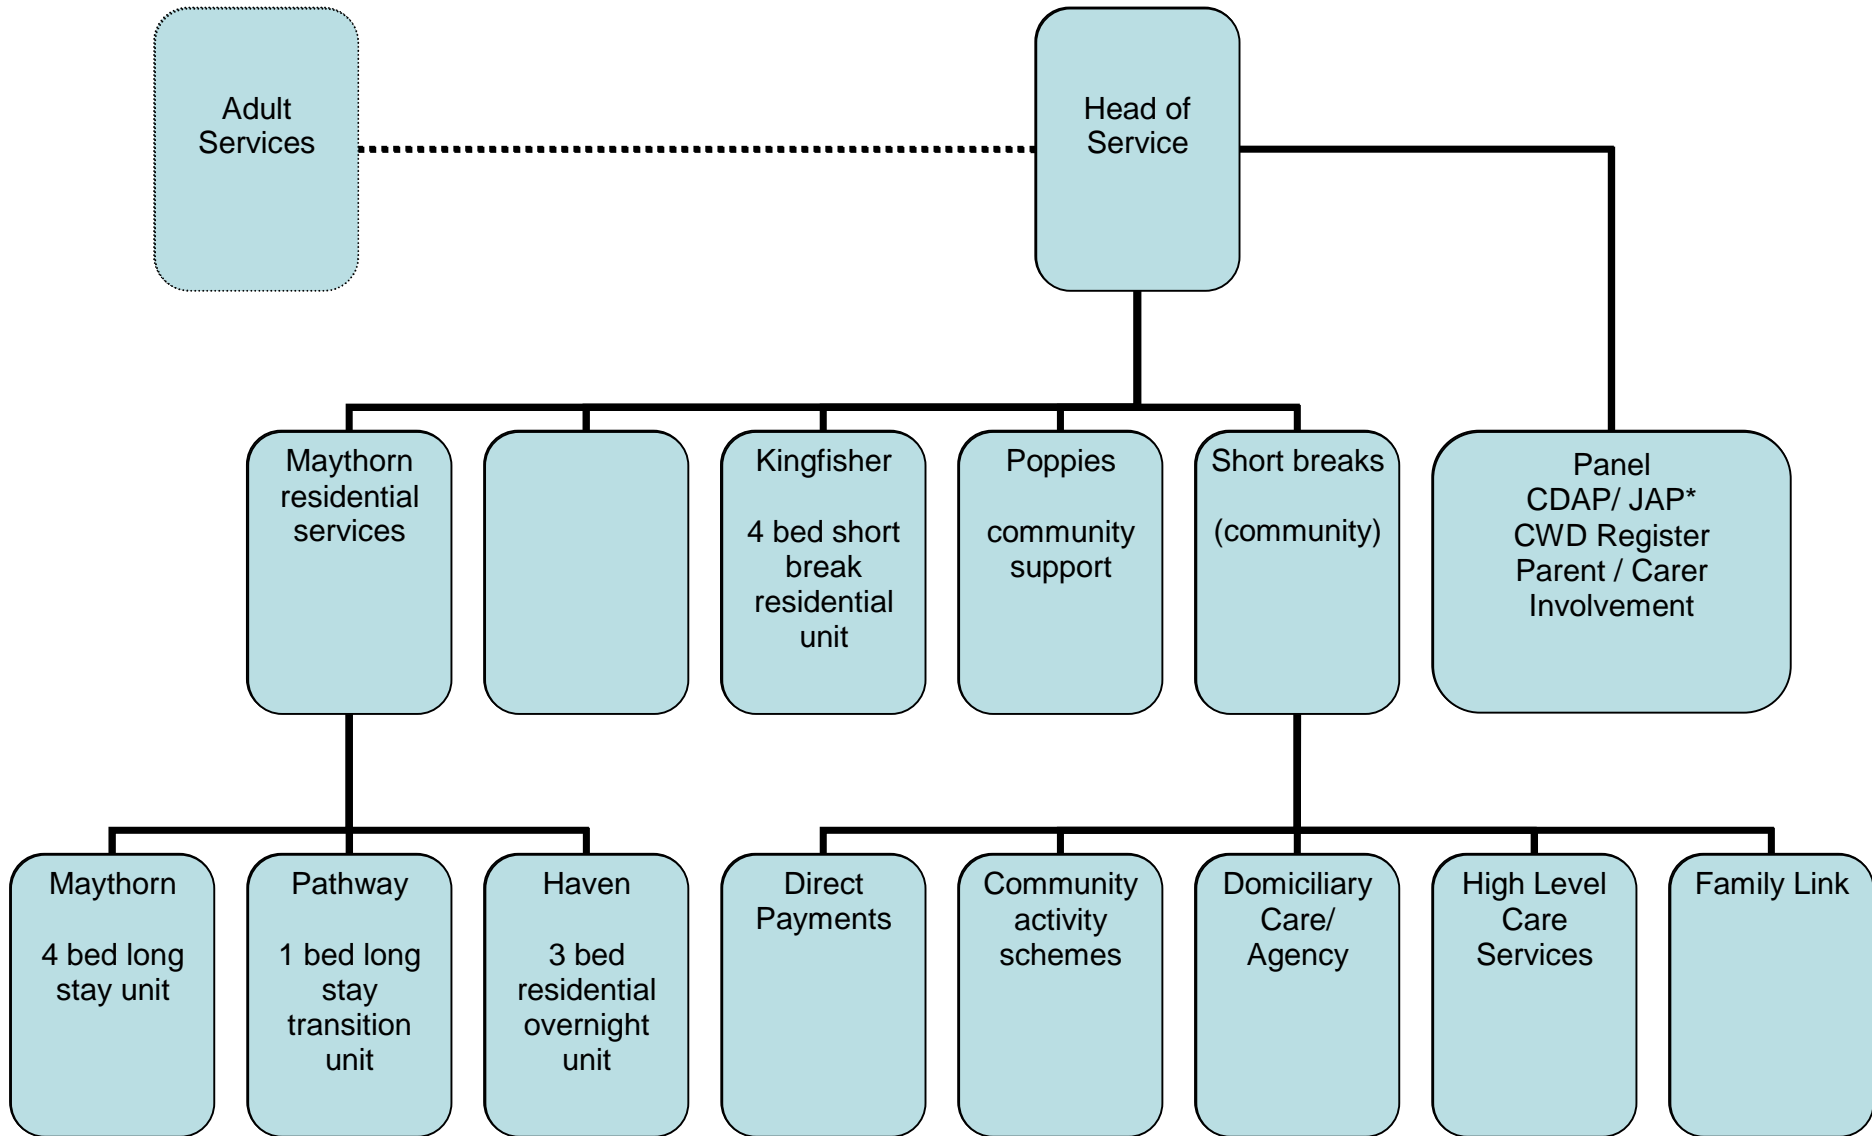 Adult
Services
Head of
Service
Maythorn
residential
services
Kingfisher
4 bed short
break
residential
unit
Poppies
community
support
Short breaks
(community)
Panel
CDAP/ JAP*
CWD Register
Parent / Carer
Involvement
Maythorn
4 bed long
stay unit
Pathway
1 bed long
stay
transition
unit
Haven
3 bed
residential
overnight
unit
Direct
Payments
Community
activity
schemes
Domiciliary
Care/
Agency
High Level
Care
Services
Family Link